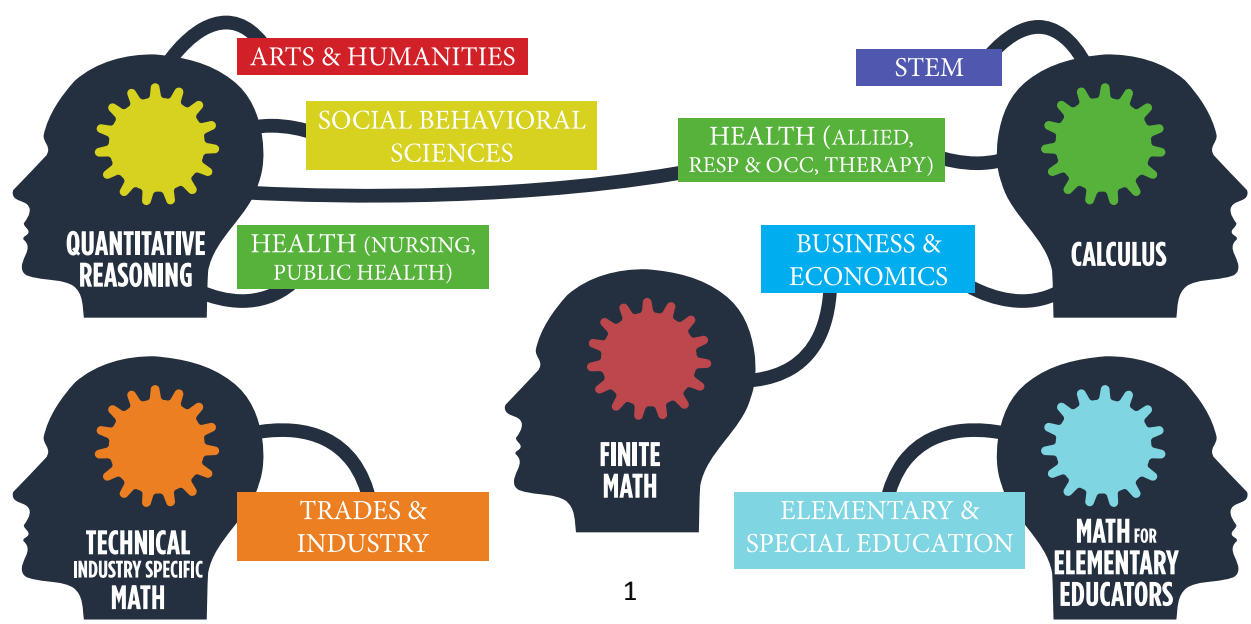 ARTS & HUMANITIES
STEM
SOCIAL BEHAVIORAL
SCIENCES
HEALTH (ALLIED,
RESP & OCC, THERAPY)
QUANTITATIVE
REASONING
HEALTH (NURSING,
PUBLIC HEALTH)
BUSINESS &
ECONOMICS
CALCULUS
FINITE
MATH
TRADES &
INDUSTRY
ELEMENTARY &
SPECIAL EDUCATION
TECHNICAL
INDUSTRY SPECIFIC
MATH
MATH FOR
ELEMENTARY
EDUCATORS
1